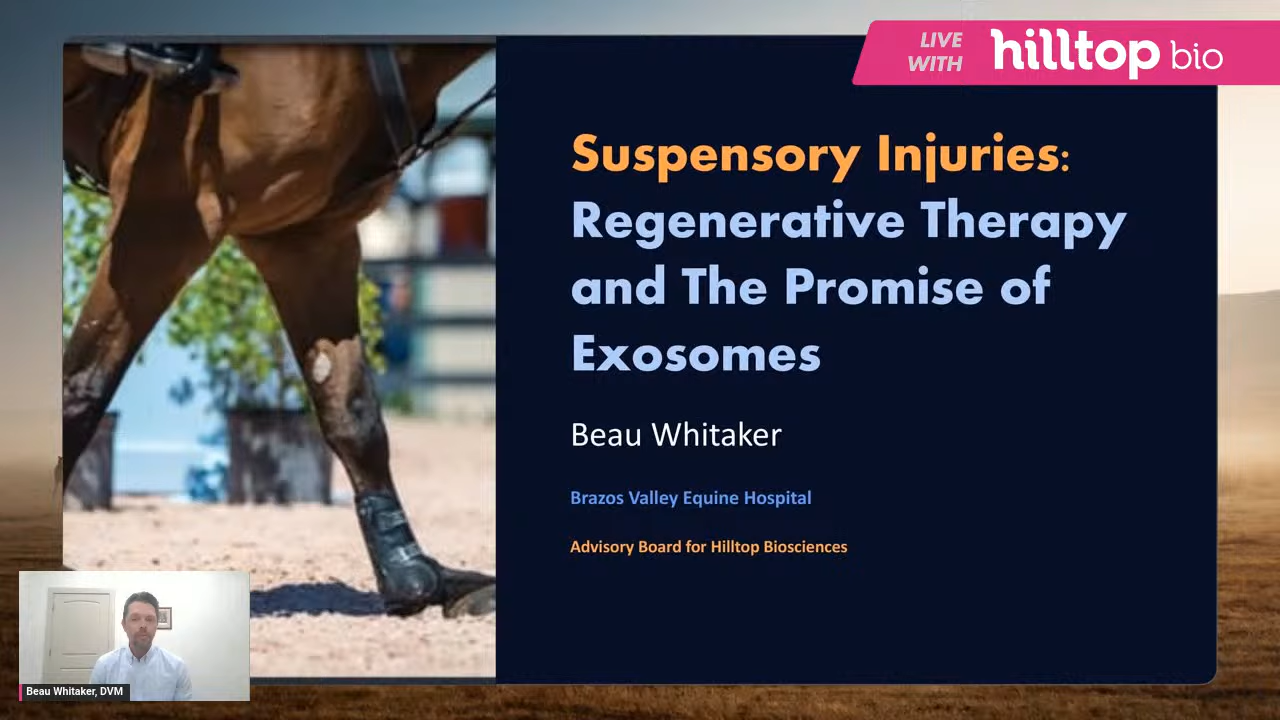 LIVE
WITH
hilltop bio
Suspensory Injuries:
Regenerative Therapy
and The Promise of
Exosomes
Beau Whitaker
Brazos Valley Equine Hospital
Advisory Board for Hilltop Biosciences
Beau Whitaker, DVM